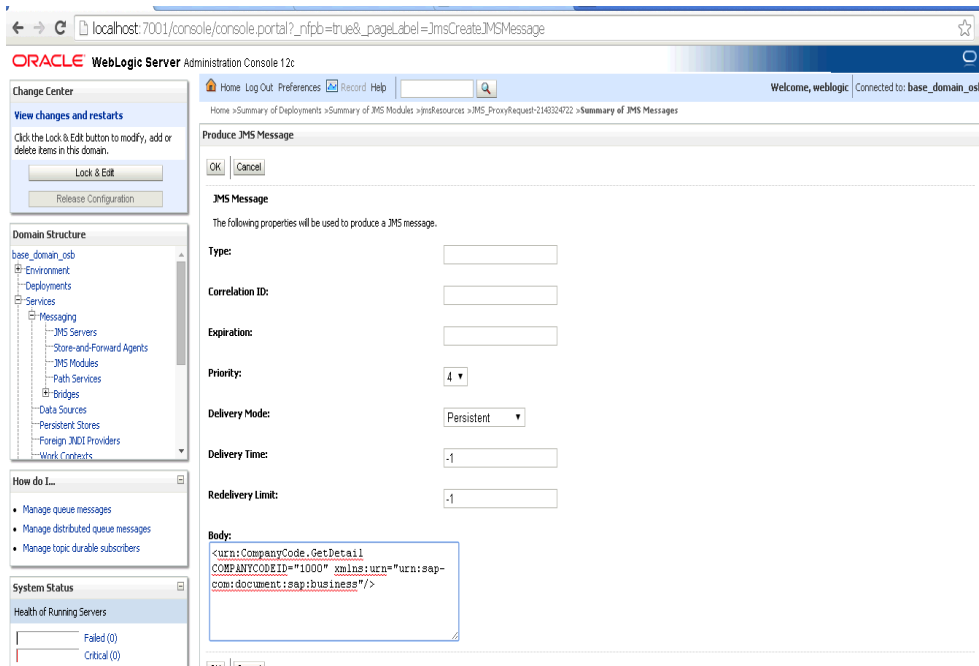 localhost:7001/console/console.portal?_nfpb=true&_pageLabel=JmsCreateJMSMessage
ORACLE WebLogic Server Administration Console 12c
Change Center
View changes and restarts
Click the Lock & Edit button to modify, add or
delete items in this domain.
Lock & Edit
Release Configuration
Domain Structure
base_domain_osb
Environment
Deployments
Services
Messaging
JMS Servers
Store-and-Forward Agents
JMS Modules
Path Services
Bridges
Data Sources
Persistent Stores
Foreign JNDI Providers
Work Contexts
How do I...
Manage queue messages
Manage distributed queue messages
Manage topic durable subscribers
System Status
Health of Running Servers
Failed (0)
Critical (0)
Home Log Out Preferences Record Help
Welcome, weblogic Connected to: base_domain_osb
Home >Summary of Deployments >Summary of JMS Modules >jmsResources >JMS_ProxyRequest-2143324722 >Summary of JMS Messages
Produce JMS Message
OK Cancel
JMS Message
The following properties will be used to produce a JMS message.
Type:
Correlation ID:
Expiration:
Priority:
4
Delivery Mode:
Persistent
Delivery Time:
-1
Redelivery Limit:
-1
Body:
<urn:CompanyCode.GetDetail
COMPANYCODEID="1000" xmlns:urn="urn:sap-
com:document:sap:business"/>